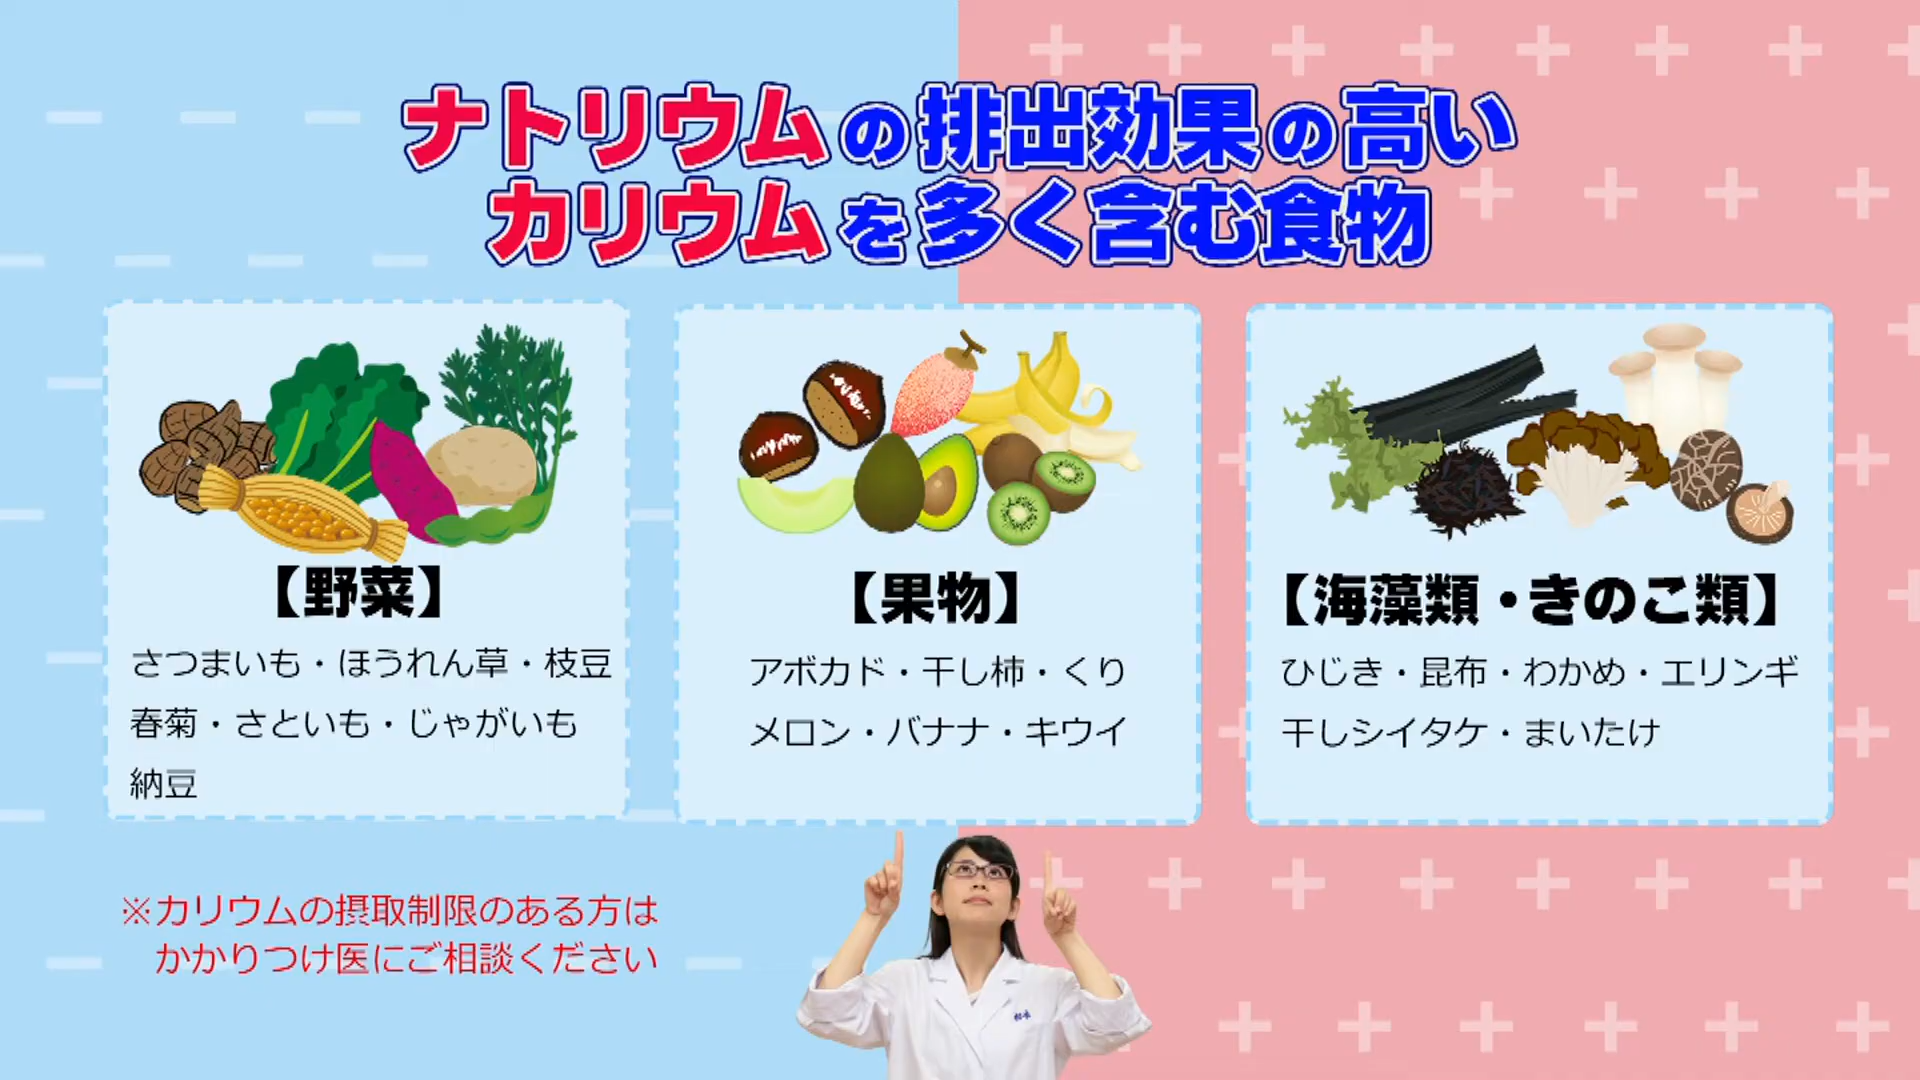 ナトリウムの排出効果の高い
カリウムを多く含む食物
【野菜】
さつまいも・ほうれん草・枝豆
春菊・さといも・じゃがいも
納豆
【果物】
アボカド・干し柿・くり
メロン・バナナ・キウイ
【海藻類・きのこ類】
ひじき・昆布・わかめ・エリンギ
干しシイタケ・まいたけ
※カリウムの摂取制限のある方は
かかりつけ医にご相談ください